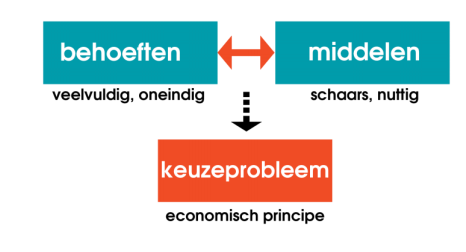 behoeften
middelen
veelvuldig, oneindig
schaars, nuttig
keuzeprobleem
economisch principe